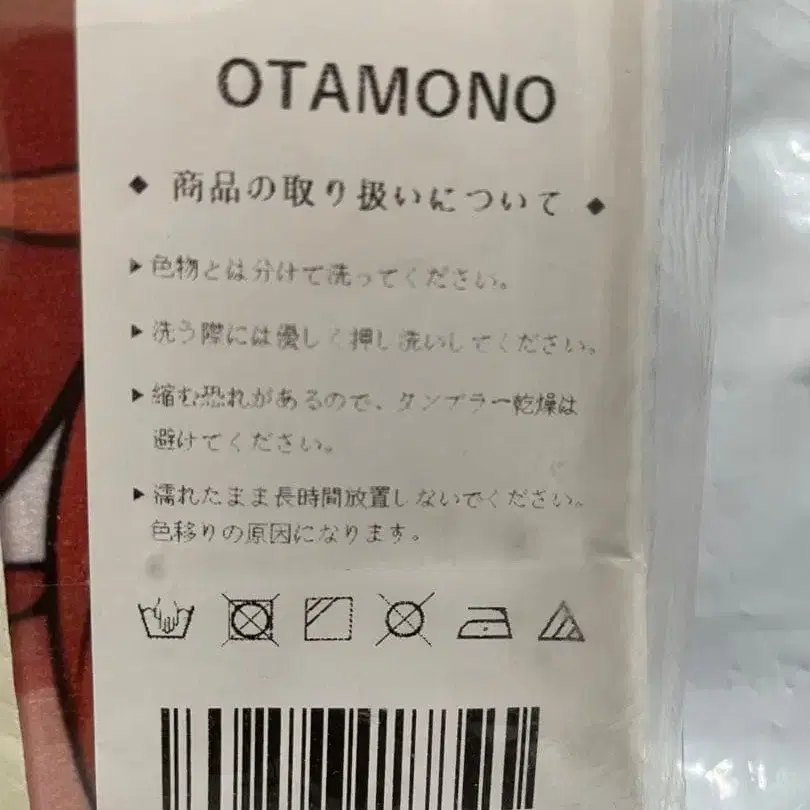 OTAMONO
◆ 商品の取り扱いについて ◆
▶色物とは分けて洗ってください。
▶洗う際には優しく押し洗いしてください。
▶縮む恐れがあるので、タンブラー乾燥は
避けてください。
▶濡れたまま長時間放置しないでください。
色移りの原因になります。